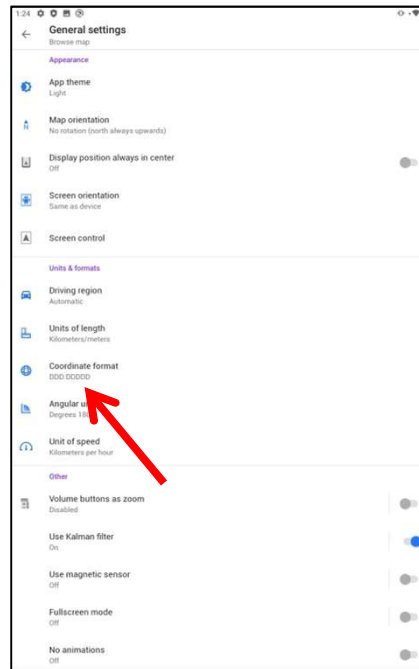 1:24
General settings
Browse map
Appearance
App theme
Light
Map orientation
No rotation (north always upwards)
Display position always in center
Off
Screen orientation
Same as device
Screen control
Units & formats
Driving region
Automatic
Units of length
Kilometers/meters
Coordinate format
DDD.DDDDD
Angular
Degrees
Unit of speed
Kilometers per hour
Other
Volume buttons as zoom
Disabled
Use Kalman filter
On
Use magnetic sensor
Off
Fullscreen mode
Off
No animations
Off